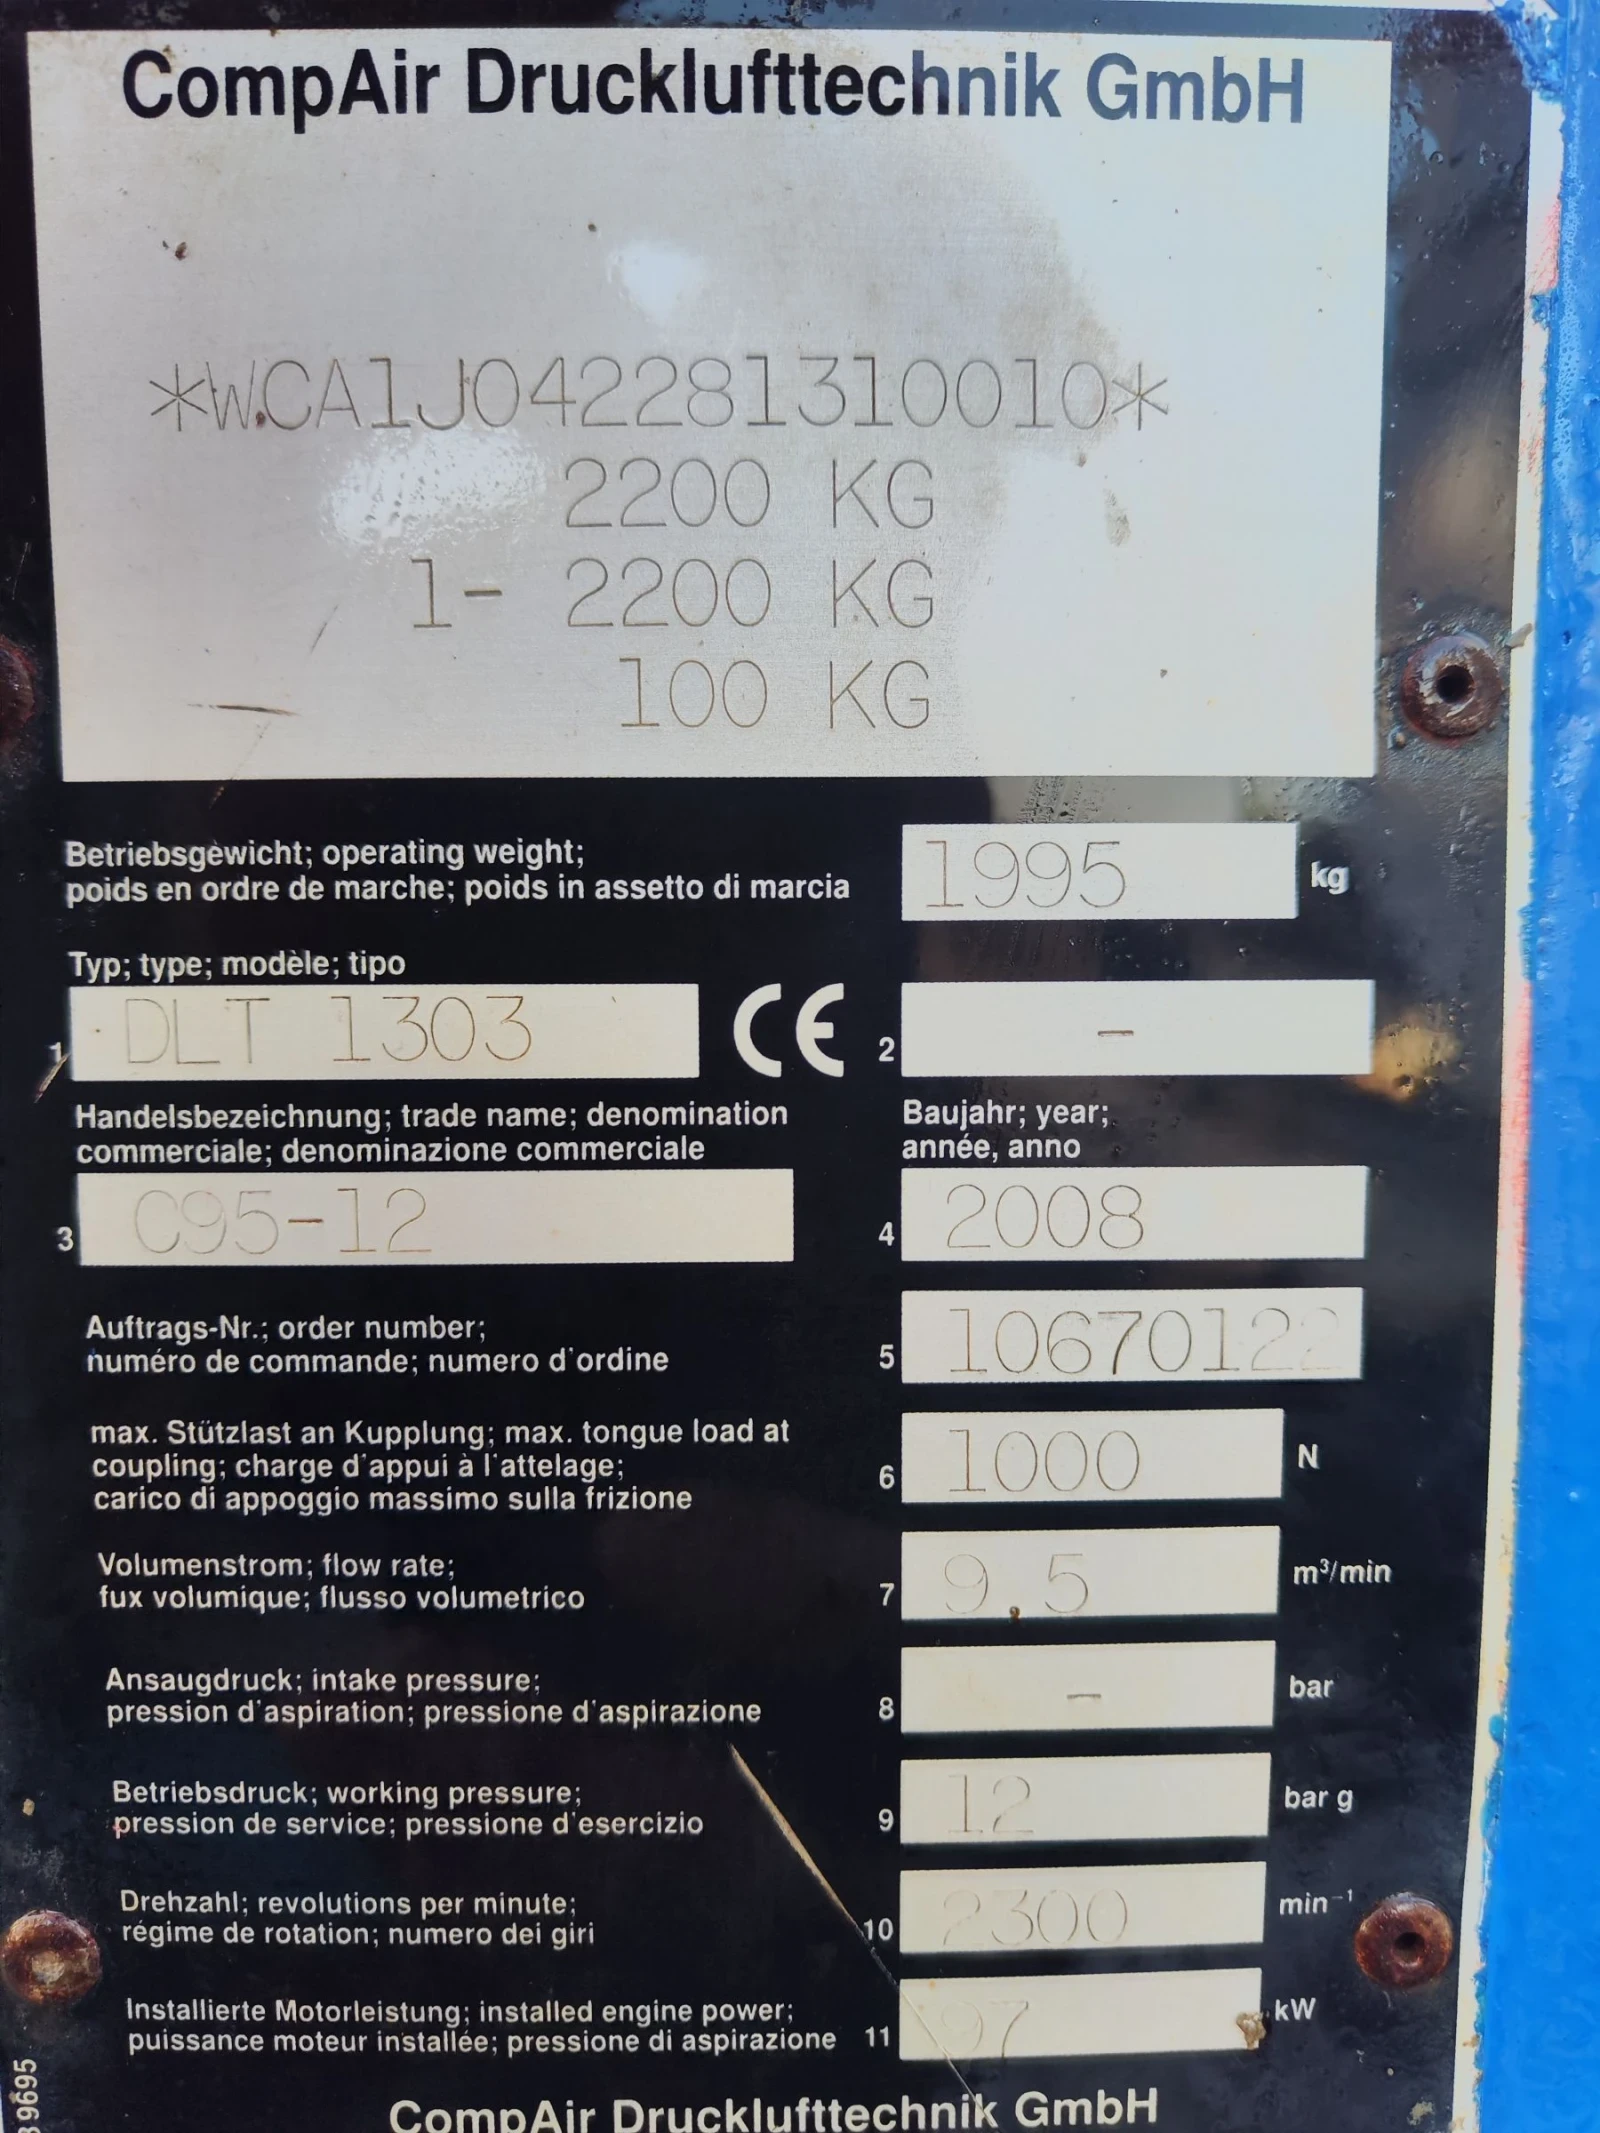 CompAir Drucklufttechnik GmbH
*WCA1J042281310010*
2200 KG
1- 2200 KG
100 KG
Betriebsgewicht; operating weight;
poids en ordre de marche; poids in assetto di marcia
1995 kg
Typ; type; modèle; tipo
1 DLT 1303 CE 2 -
Handelsbezeichnung; trade name; denomination
commerciale; denominazione commerciale
3 C95-12
Baujahr; year;
année, anno
4 2008
Auftrags-Nr.; order number;
numéro de commande; numero d'ordine
5 1067012222
max. Stützlast an Kupplung; max. tongue load at
coupling; charge d'appui à l'attelage;
carico di appoggio massimo sulla frizione
6 1000 N
Volumenstrom; flow rate;
fux volumique; flusso volumetrico
7 9.5 m³/min
Ansaugdruck; intake pressure;
pression d'aspiration; pressione d'aspirazione
8 - bar
Betriebsdruck; working pressure;
pression de service; pressione d'esercizio
9 12 bar g
Drehzahl; revolutions per minute;
régime de rotation; numero dei giri
10 2300 min⁻¹
Installierte Motorleistung; installed engine power;
puissance moteur installée; pressione di aspirazione
11 97 kW
CompAir Drucklufttechnik GmbH